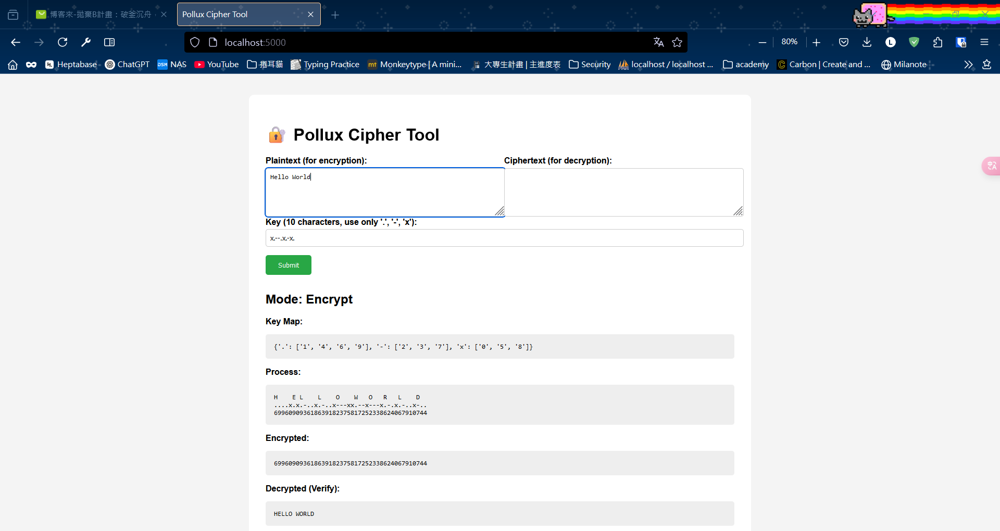 博客來-拋棄B計畫：破釜沉舟，
Pollux Cipher Tool
localhost:5000
80%
Heptabase
ChatGPT
DSM NAS
YouTube
捲耳貓
Typing Practice
mt Monkeytype | A mini...
大專生計畫 | 主進度表
Security
localhost / localhost ...
academy
Carbon | Create and ...
Milanote
Pollux Cipher Tool
Plaintext (for encryption):
Ciphertext (for decryption):
Hello World
Key (10 characters, use only '.', '-', 'x'):
x.--.x.-x.
Submit
Mode: Encrypt
Key Map:
{'.': ['1', '4', '6', '9'], '-': ['2', '3', '7'], 'x': ['0', '5', '8']}
Process:
H    E L    L    O    W   O   R   L    D
....x.x.-..x.-..x---xx.--x---x.-.x.-..x-..
699609093618639182375817252338624067910744
Encrypted:
699609093618639182375817252338624067910744
Decrypted (Verify):
HELLO WORLD